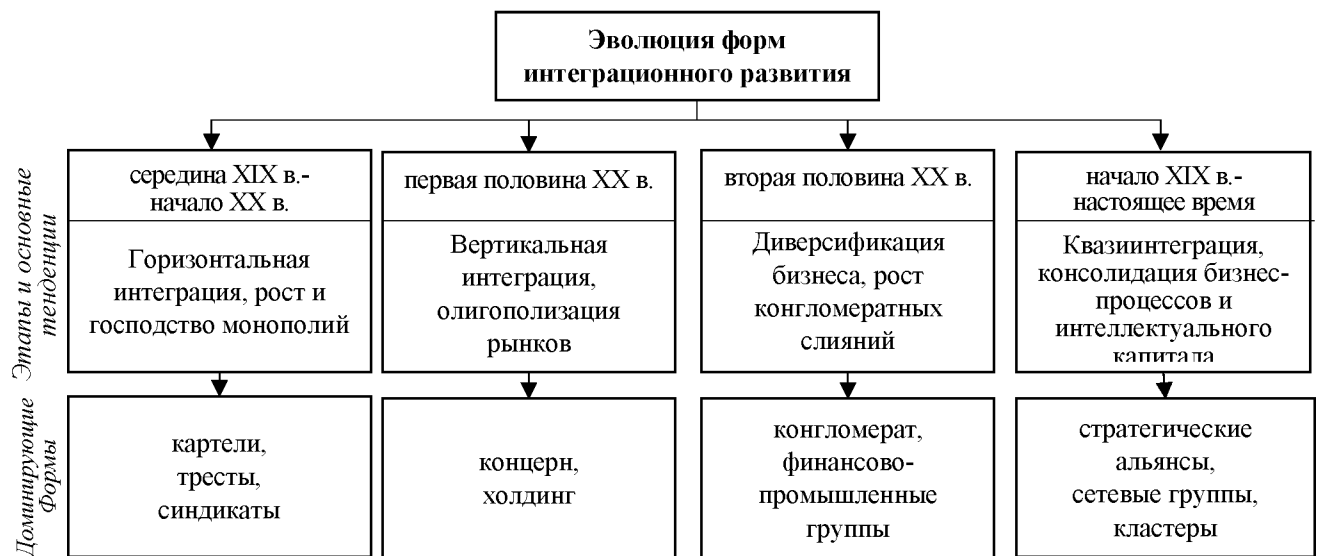 Эволюция форм
интеграционного развития
Этапы и основные
тенденции
середина XIX в.-
начало XX в.
Горизонтальная
интеграция, рост и
господство монополий
первая половина XX в.
Вертикальная
интеграция,
олигополизация
рынков
вторая половина XX в.
Диверсификация
бизнеса, рост
конгломератных
слияний
начало XIX в.-
настоящее время
Квазиинтеграция,
консолидация бизнес-
процессов и
интеллектуального
капитала
Доминирующие
Формы
картели,
тресты,
синдикаты
концерн,
холдинг
конгломерат,
финансово-
промышленные
группы
стратегические
альянсы,
сетевые группы,
кластеры